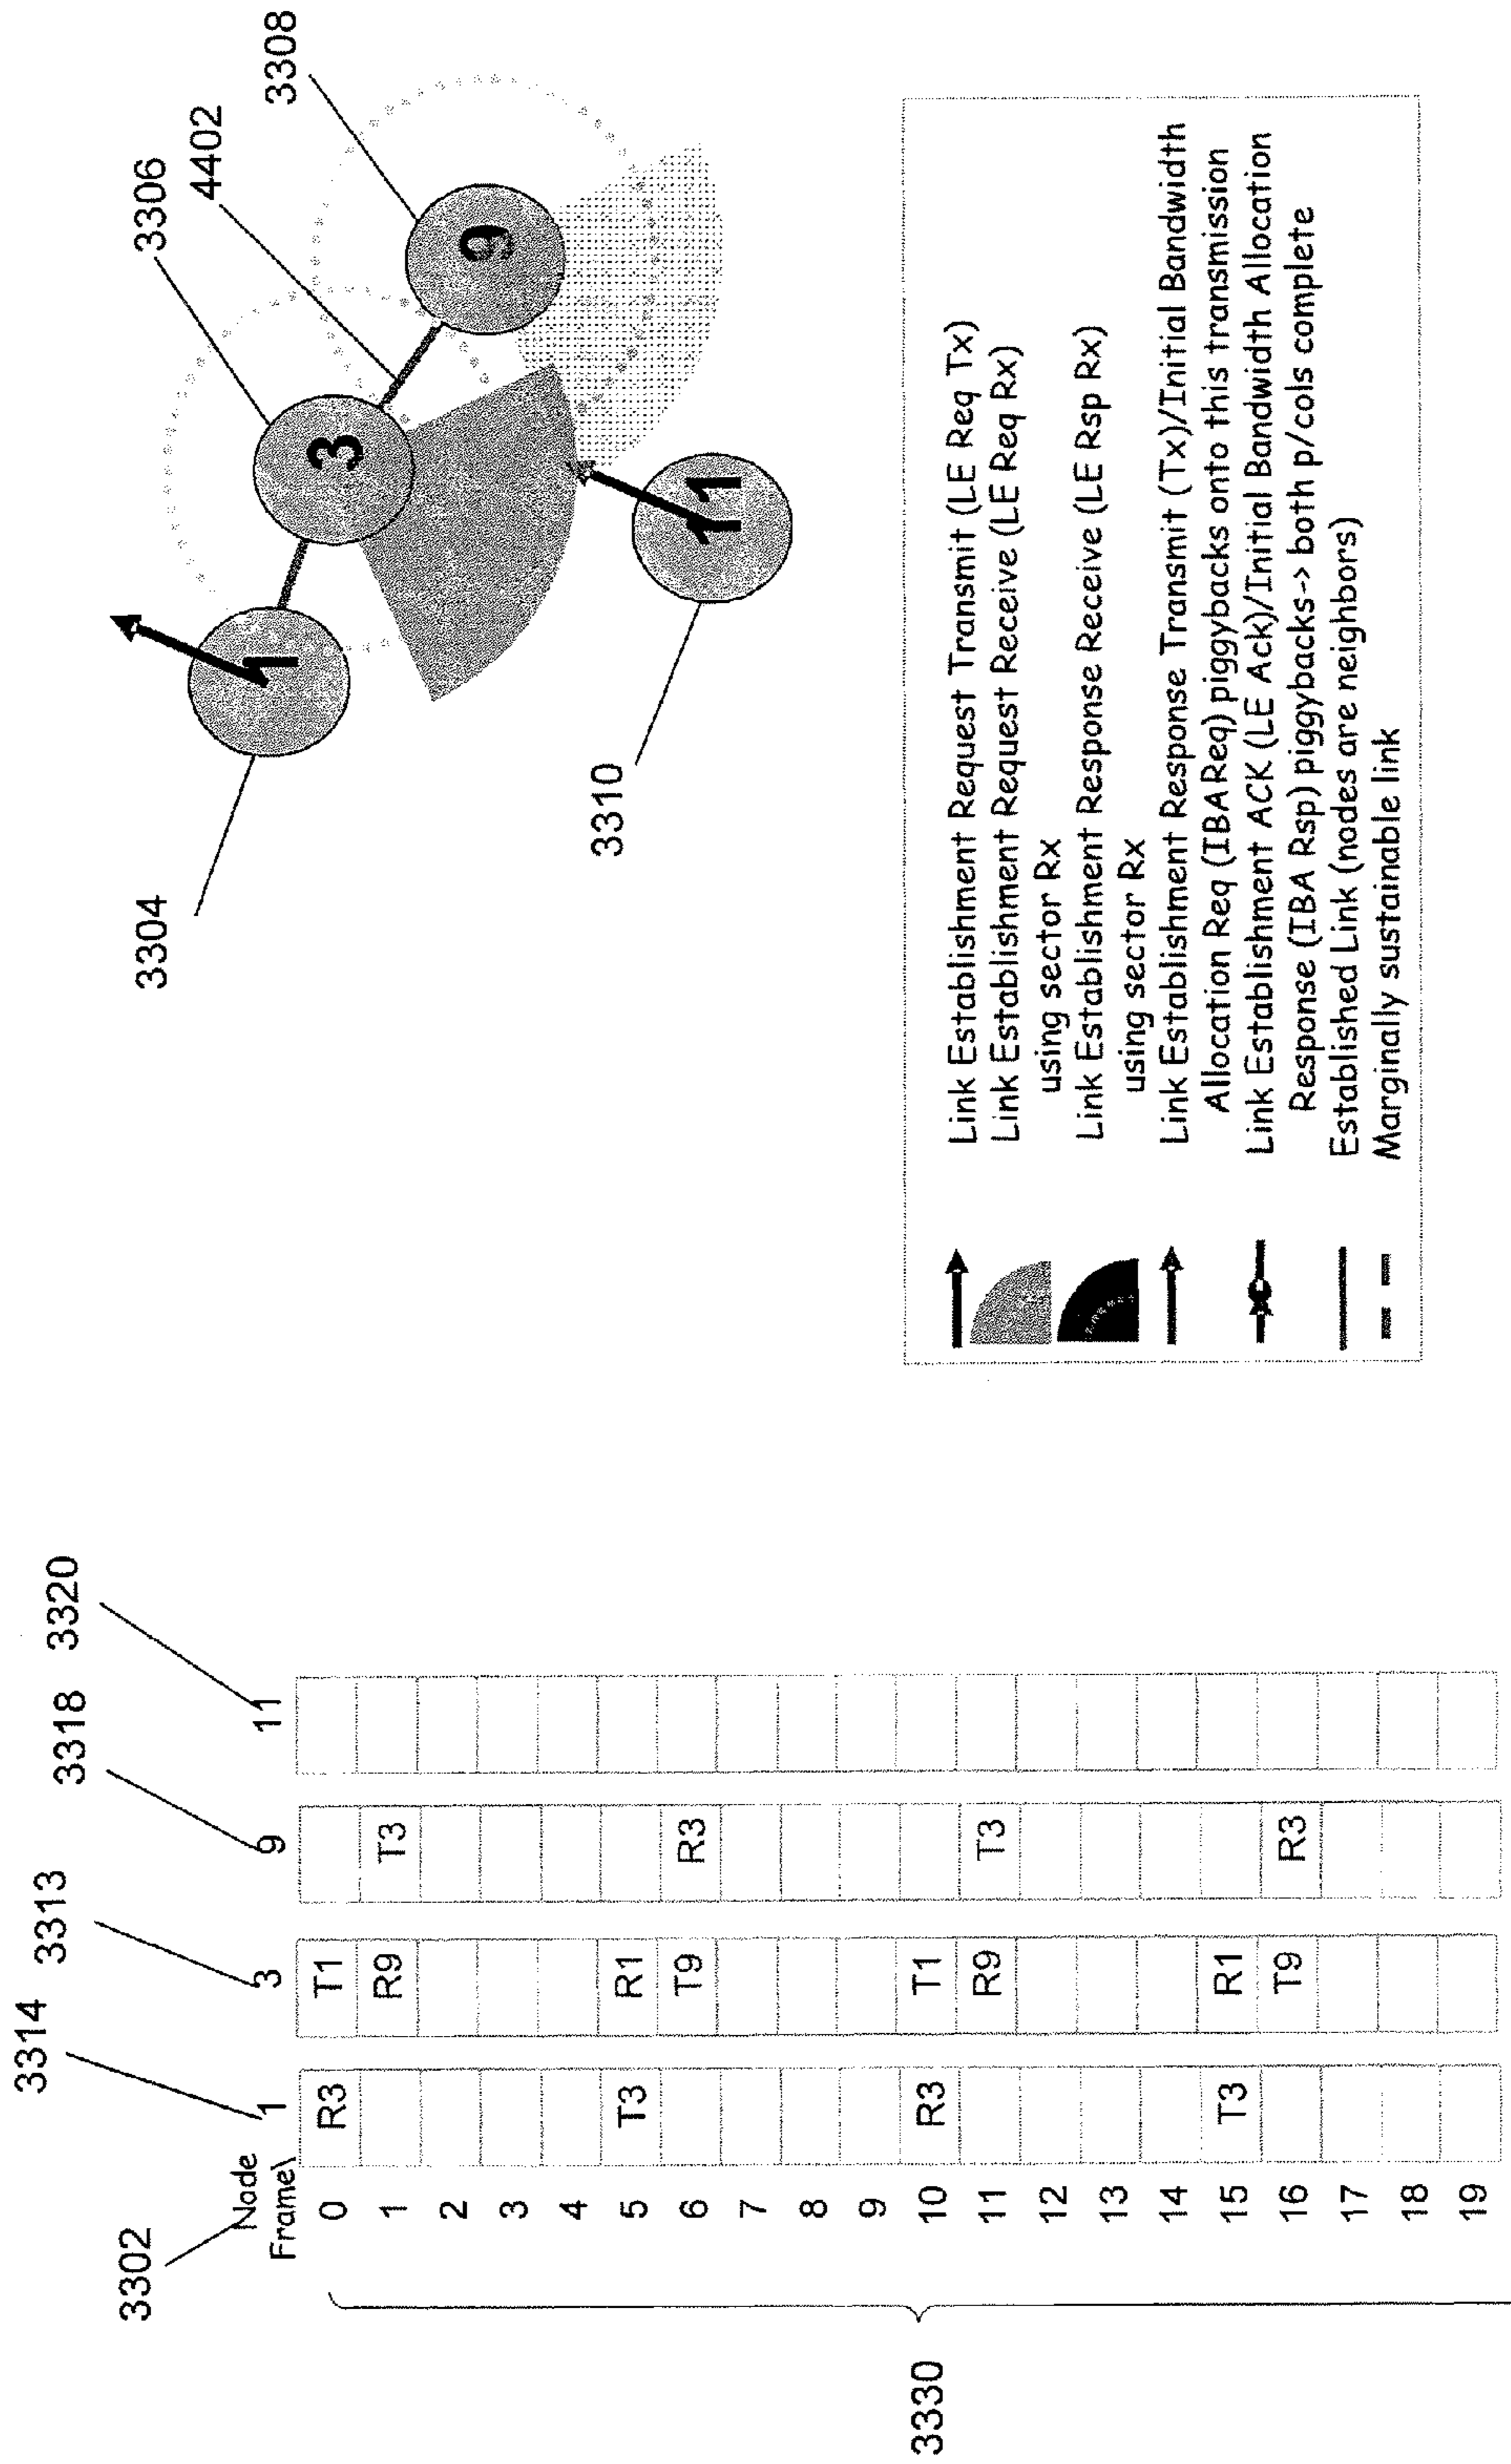 3302
3314
3313
3318
3320
Node
Frame\
1
3
9
11
0 R3 T1
1 R9 T3
2
3
4
5 T3 R1
6 T9 R3
7
8
9
10 R3 T1
11 R9 T3
12
13
14
15 T3 R1
16 T9 R3
17
18
19
3330
3304
3306
4402
3308
3310
1
3
9
11
Link Establishment Request Transmit (LE Req Tx)
Link Establishment Request Receive (LE Req Rx)
using sector Rx
Link Establishment Response Receive (LE Rsp Rx)
using sector Rx
Link Establishment Response Transmit (Tx)/Initial Bandwidth
Allocation Req (IBA Req) piggybacks onto this transmission
Link Establishment ACK (LE Ack)/Initial Bandwidth Allocation
Response (IBA Rsp) piggybacks-> both p/cols complete
Established Link (nodes are neighbors)
Marginally sustainable link